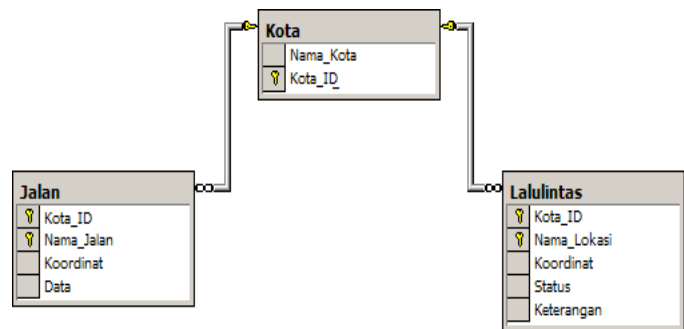 Kota
Nama_Kota
Kota_ID
Jalan
Kota_ID
Nama_Jalan
Koordinat
Data
Lalulintas
Kota_ID
Nama_Lokasi
Koordinat
Status
Keterangan